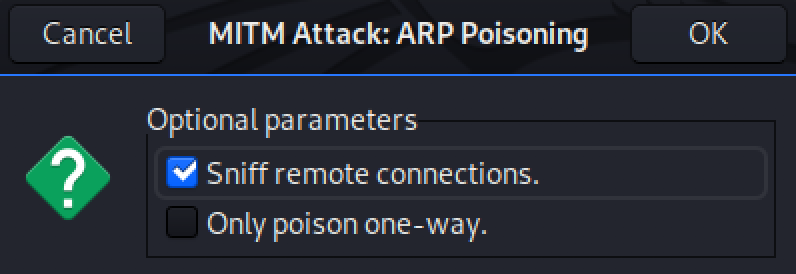 Cancel MITM Attack: ARP Poisoning OK
Optional parameters
Sniff remote connections.
Only poison one-way.